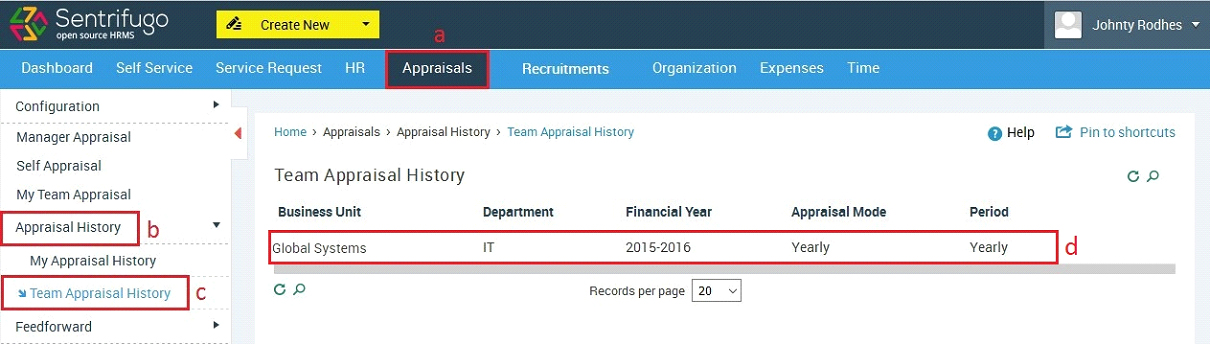 Sentrifugo
open source HRMS
Create New
Johnty Rodhes
a
Dashboard Self Service Service Request HR Appraisals Recruitments Organization Expenses Time
Configuration
Manager Appraisal
Self Appraisal
My Team Appraisal
Appraisal History b
My Appraisal History
Team Appraisal History c
Feedforward
Home > Appraisals > Appraisal History > Team Appraisal History
? Help Pin to shortcuts
Team Appraisal History
Business Unit Department Financial Year Appraisal Mode Period
Global Systems IT 2015-2016 Yearly Yearly d
Records per page 20